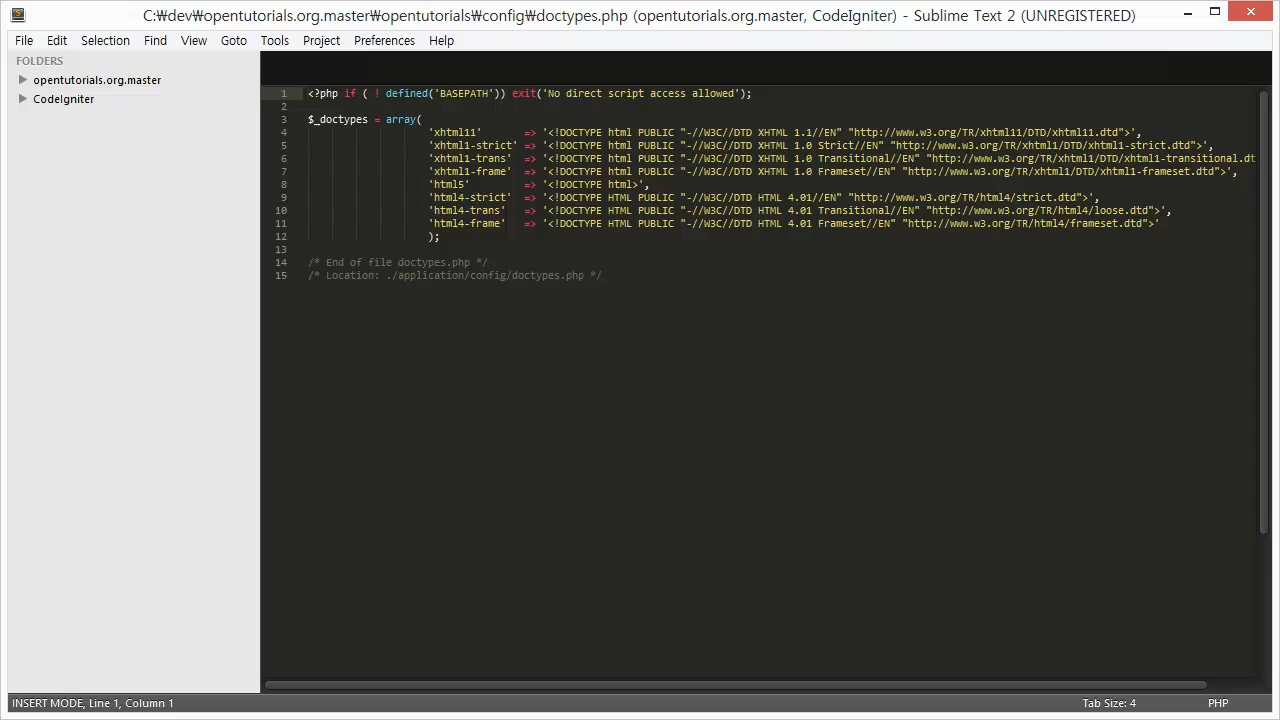 C:₩dev₩opentutorials.org.master₩opentutorials₩config₩doctypes.php (opentutorials.org.master, CodeIgniter) - Sublime Text 2 (UNREGISTERED)
File Edit Selection Find View Goto Tools Project Preferences Help
FOLDERS
opentutorials.org.master
CodeIgniter
1 <?php if ( ! defined('BASEPATH')) exit('No direct script access allowed');
2
3 $_doctypes = array(
4 'xhtml11' => '<!DOCTYPE html PUBLIC "-//W3C//DTD XHTML 1.1//EN" "http://www.w3.org/TR/xhtml11/DTD/xhtml11.dtd">',
5 'xhtml1-strict' => '<!DOCTYPE html PUBLIC "-//W3C//DTD XHTML 1.0 Strict//EN" "http://www.w3.org/TR/xhtml1/DTD/xhtml1-strict.dtd">',
6 'xhtml1-trans' => '<!DOCTYPE html PUBLIC "-//W3C//DTD XHTML 1.0 Transitional//EN" "http://www.w3.org/TR/xhtml1/DTD/xhtml1-transitional.dt
7 'xhtml1-frame' => '<!DOCTYPE html PUBLIC "-//W3C//DTD XHTML 1.0 Frameset//EN" "http://www.w3.org/TR/xhtml1/DTD/xhtml1-frameset.dtd">',
8 'html5' => '<!DOCTYPE html>',
9 'html4-strict' => '<!DOCTYPE HTML PUBLIC "-//W3C//DTD HTML 4.01//EN" "http://www.w3.org/TR/html4/strict.dtd">',
10 'html4-trans' => '<!DOCTYPE HTML PUBLIC "-//W3C//DTD HTML 4.01 Transitional//EN" "http://www.w3.org/TR/html4/loose.dtd">',
11 'html4-frame' => '<!DOCTYPE HTML PUBLIC "-//W3C//DTD HTML 4.01 Frameset//EN" "http://www.w3.org/TR/html4/frameset.dtd">'
12 );
13
14 /* End of file doctypes.php */
15 /* Location: ./application/config/doctypes.php */
INSERT MODE, Line 1, Column 1 Tab Size: 4 PHP